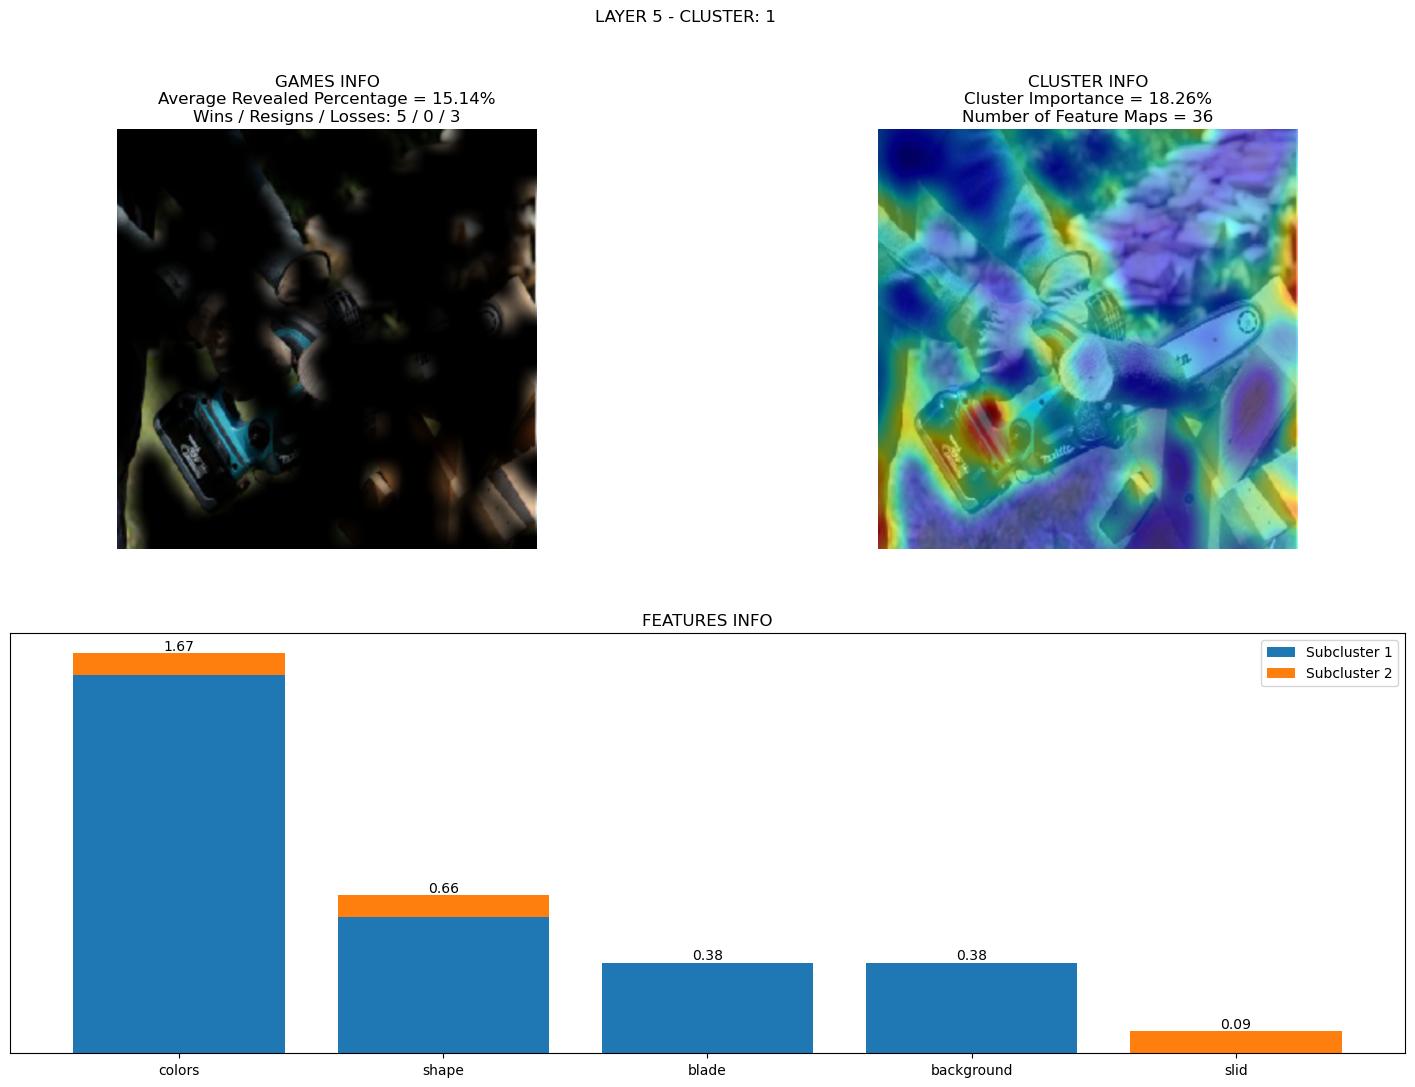 LAYER 5 - CLUSTER: 1
GAMES INFO
Average Revealed Percentage = 15.14%
Wins / Resigns / Losses: 5 / 0 / 3
CLUSTER INFO
Cluster Importance = 18.26%
Number of Feature Maps = 36
FEATURES INFO
1.67
0.66
0.38
0.38
0.09
Subcluster 1
Subcluster 2
colors
shape
blade
background
slid